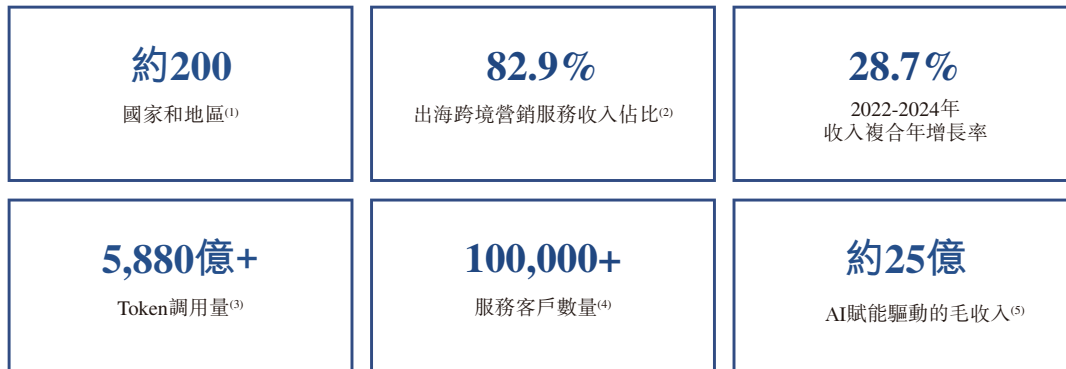 約200
國家和地區(1)
82.9%
出海跨境營銷服務收入佔比(2)
28.7%
2022-2024年
收入複合年增長率
5,880億+
Token調用量(3)
100,000+
服務客戶數量(4)
約25億
AI賦能驅動的毛收入(5)